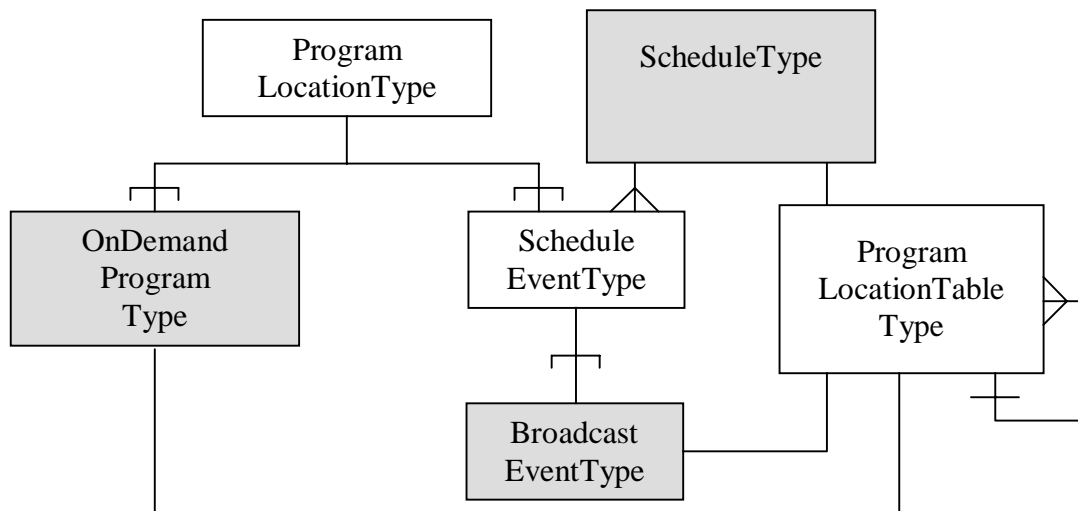 Program
LocationType
ScheduleType
OnDemand
Program
Type
Schedule
EventType
Program
LocationTable
Type
Broadcast
EventType